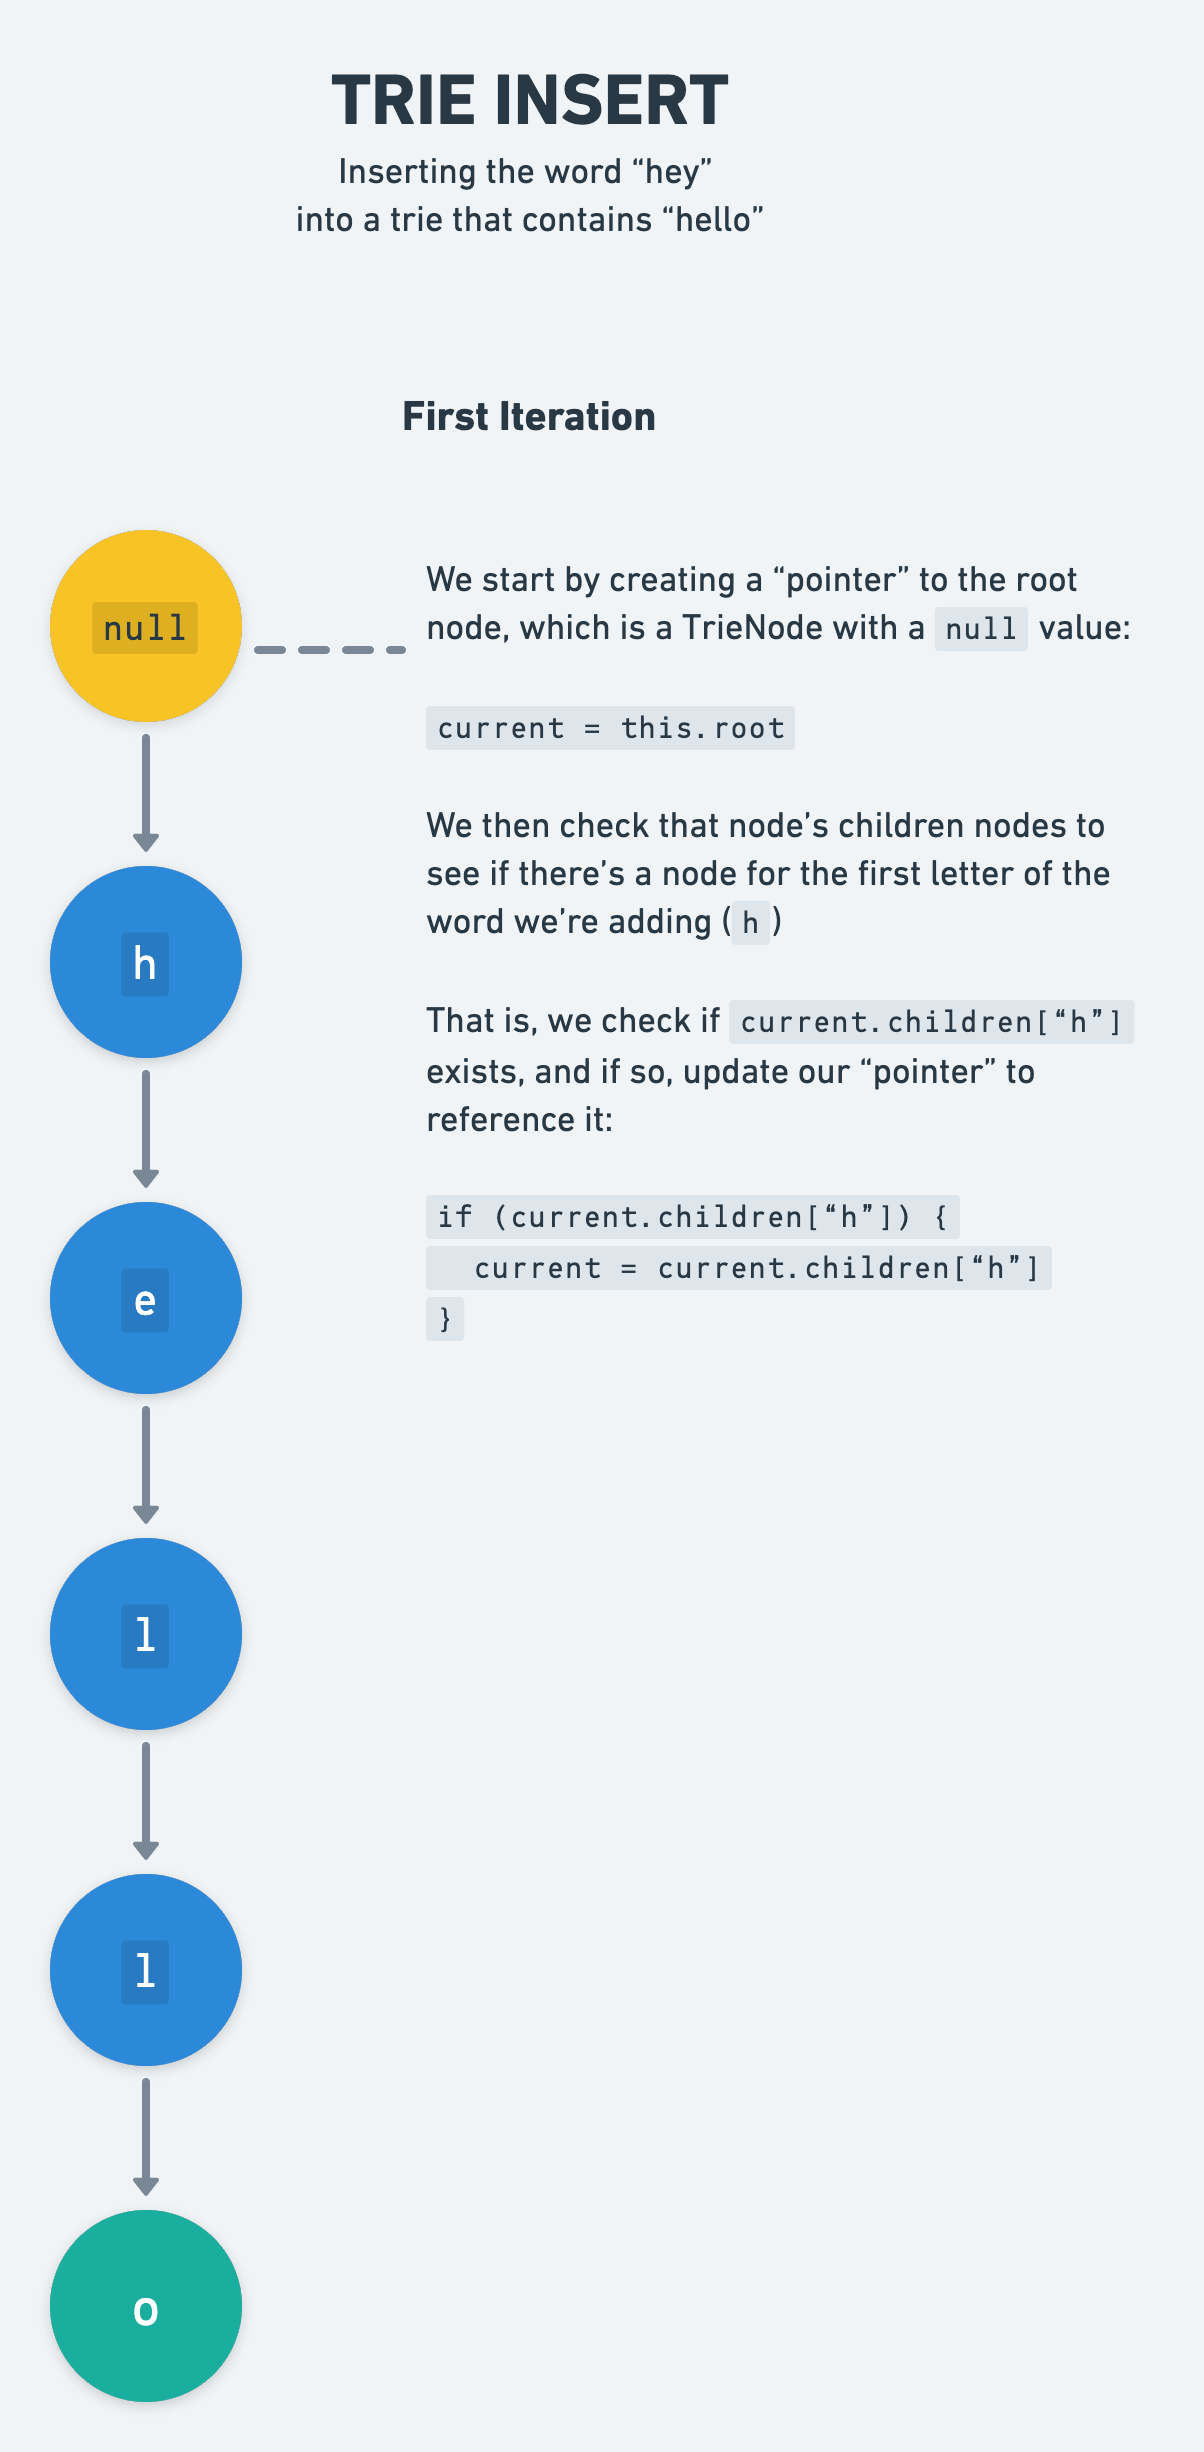 TRIE INSERT
Inserting the word “hey”
into a trie that contains “hello”
First Iteration
null
We start by creating a “pointer” to the root
node, which is a TrieNode with a null value:
current = this.root
We then check that node’s children nodes to
see if there’s a node for the first letter of the
word we’re adding (h)
That is, we check if current.children[“h”]
exists, and if so, update our “pointer” to
reference it:
if (current.children[“h”]) {
  current = current.children[“h”]
}
h
e
l
l
o